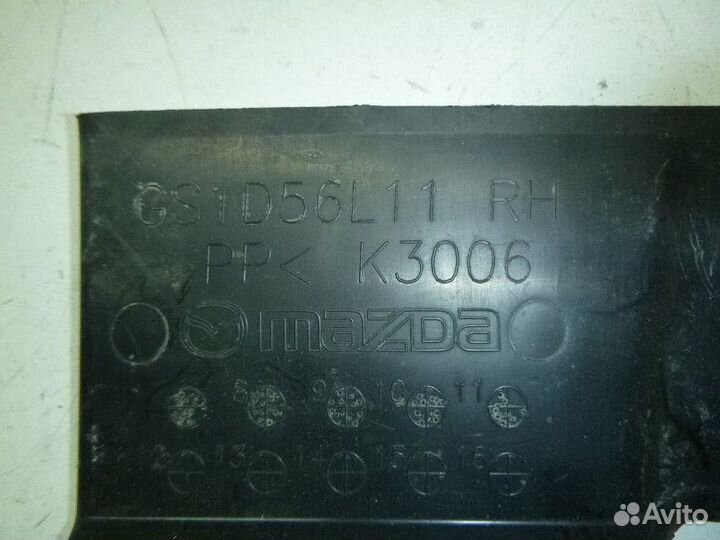 GS1D56L11 RH
>PP< K3006
mazda
8 9 10 11
12 13 14 15 16
Avito